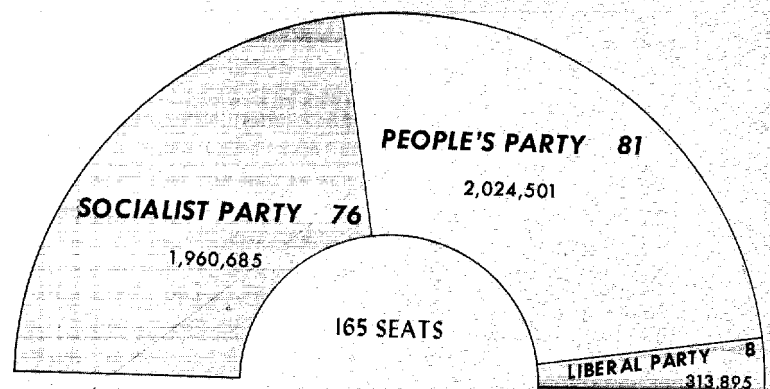 PEOPLE'S PARTY 81
2,024,501
SOCIALIST PARTY 76
1,960,685
165 SEATS
LIBERAL PARTY 8
313,895